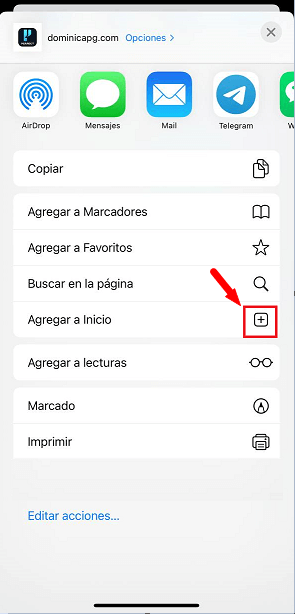 dominicapg.com Opciones >
AirDrop Mensajes Mail Telegram W
Copiar
Agregar a Marcadores
Agregar a Favoritos
Buscar en la página
Agregar a Inicio
Agregar a lecturas
Marcado
Imprimir
Editar acciones...